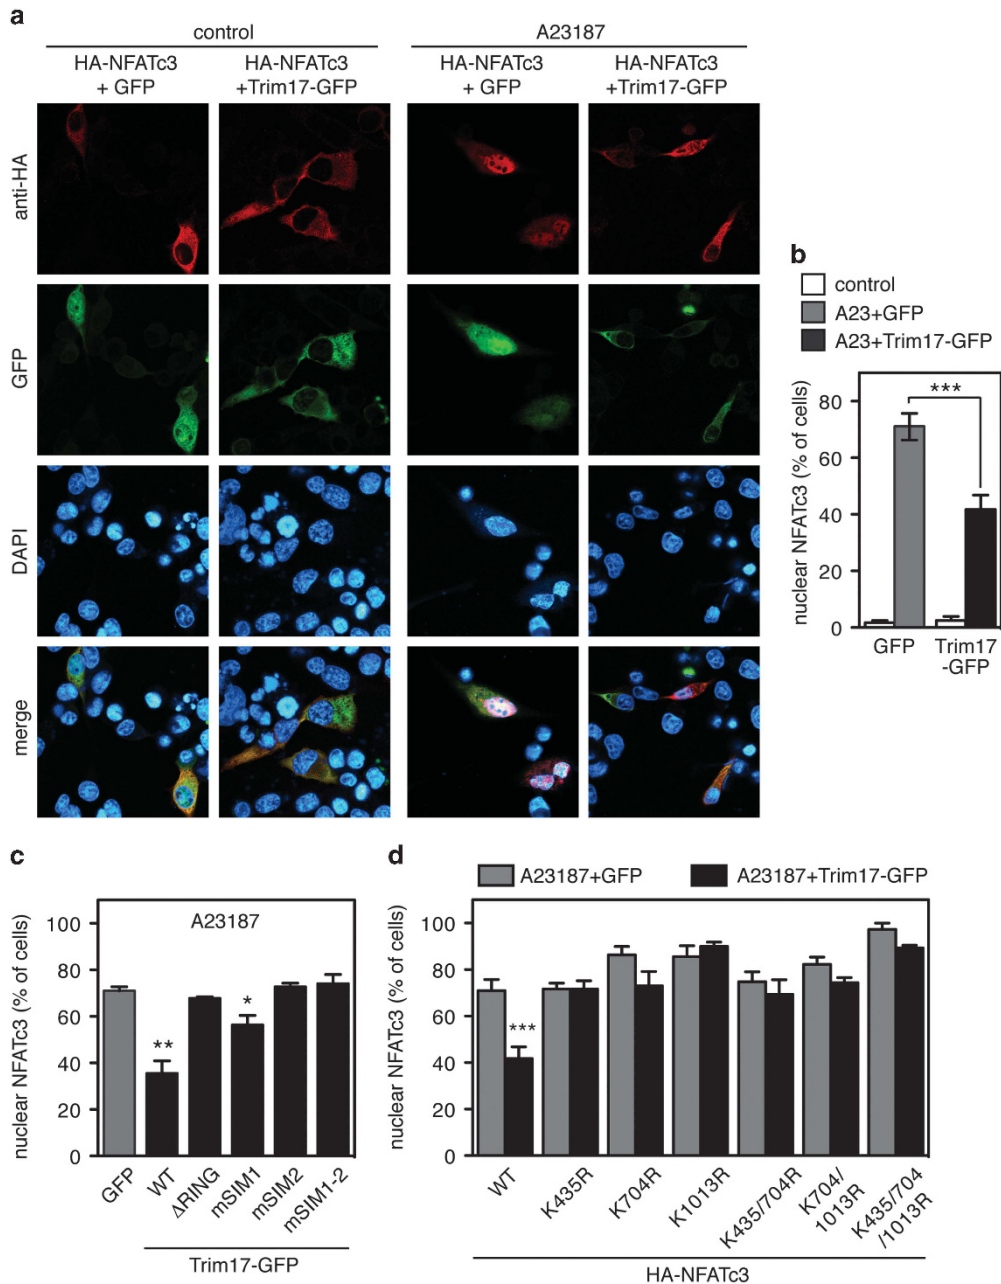 a
control
A23187
HA-NFATc3
+ GFP
HA-NFATc3
+Trim17-GFP
HA-NFATc3
+ GFP
HA-NFATc3
+Trim17-GFP
anti-HA
GFP
DAPI
merge
b
control
A23+GFP
A23+Trim17-GFP
nuclear NFATc3 (% of cells)
80
60
40
20
0
***
GFP
Trim17
-GFP
c
A23187
nuclear NFATc3 (% of cells)
100
80
60
40
20
0
**
*
GFP
WT
ΔRING
mSIM1
mSIM2
mSIM1-2
Trim17-GFP
d
A23187+GFP
A23187+Trim17-GFP
nuclear NFATc3 (% of cells)
100
80
60
40
20
0
***
WT
K435R
K704R
K1013R
K435/704R
K704/
1013R
K435/704
/1013R
HA-NFATc3